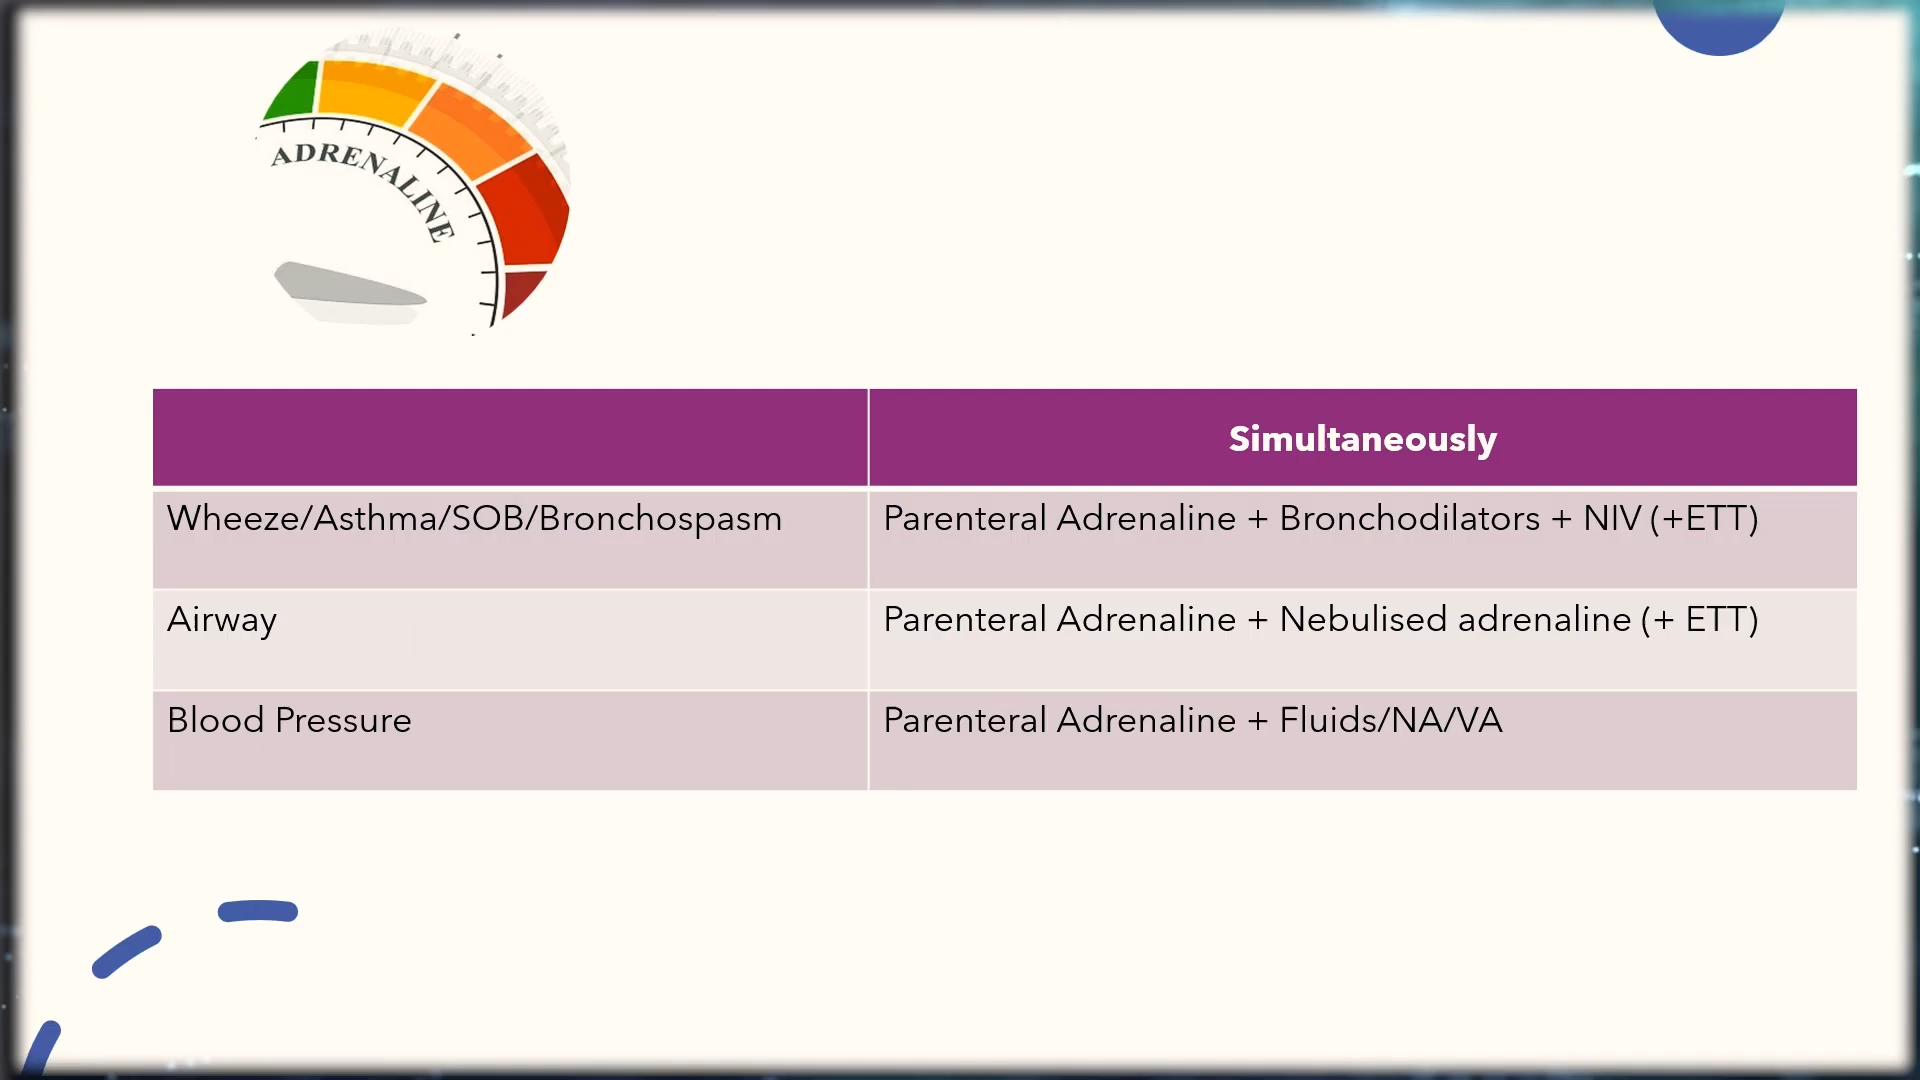 ADRENALINE
Simultaneously
Wheeze/Asthma/SOB/Bronchospasm
Parenteral Adrenaline + Bronchodilators + NIV (+ETT)
Airway
Parenteral Adrenaline + Nebulised adrenaline (+ ETT)
Blood Pressure
Parenteral Adrenaline + Fluids/NA/VA